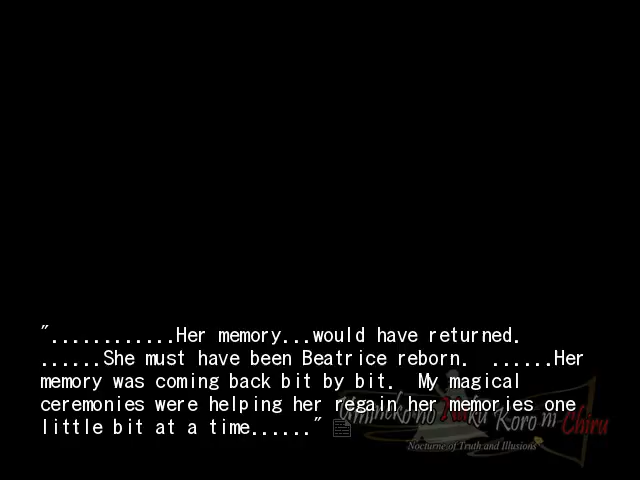 "............Her memory...would have returned.
......She must have been Beatrice reborn.  ......Her
memory was coming back bit by bit.  My magical
ceremonies were helping her regain her memories one
little bit at a time......"
Umineko no Naku Koro ni Chiru
Nocturne of Truth and Illusions